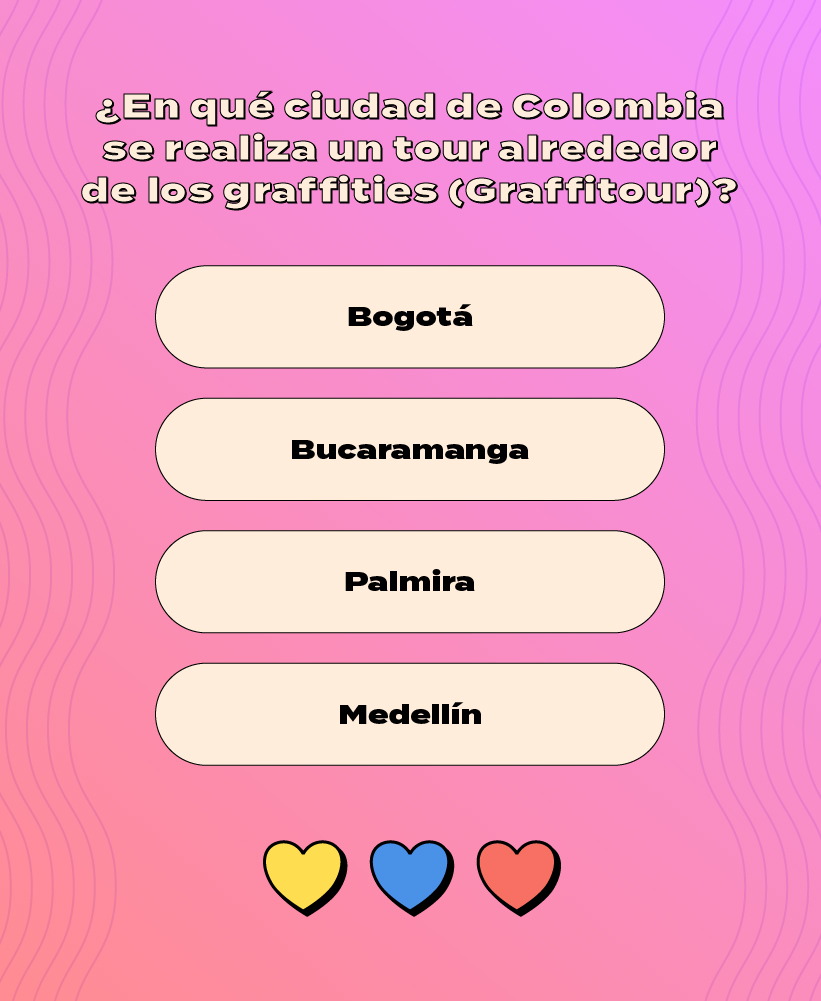 ¿En qué ciudad de Colombia
se realiza un tour alrededor
de los graffities (Graffitour)?
Bogotá
Bucaramanga
Palmira
Medellín